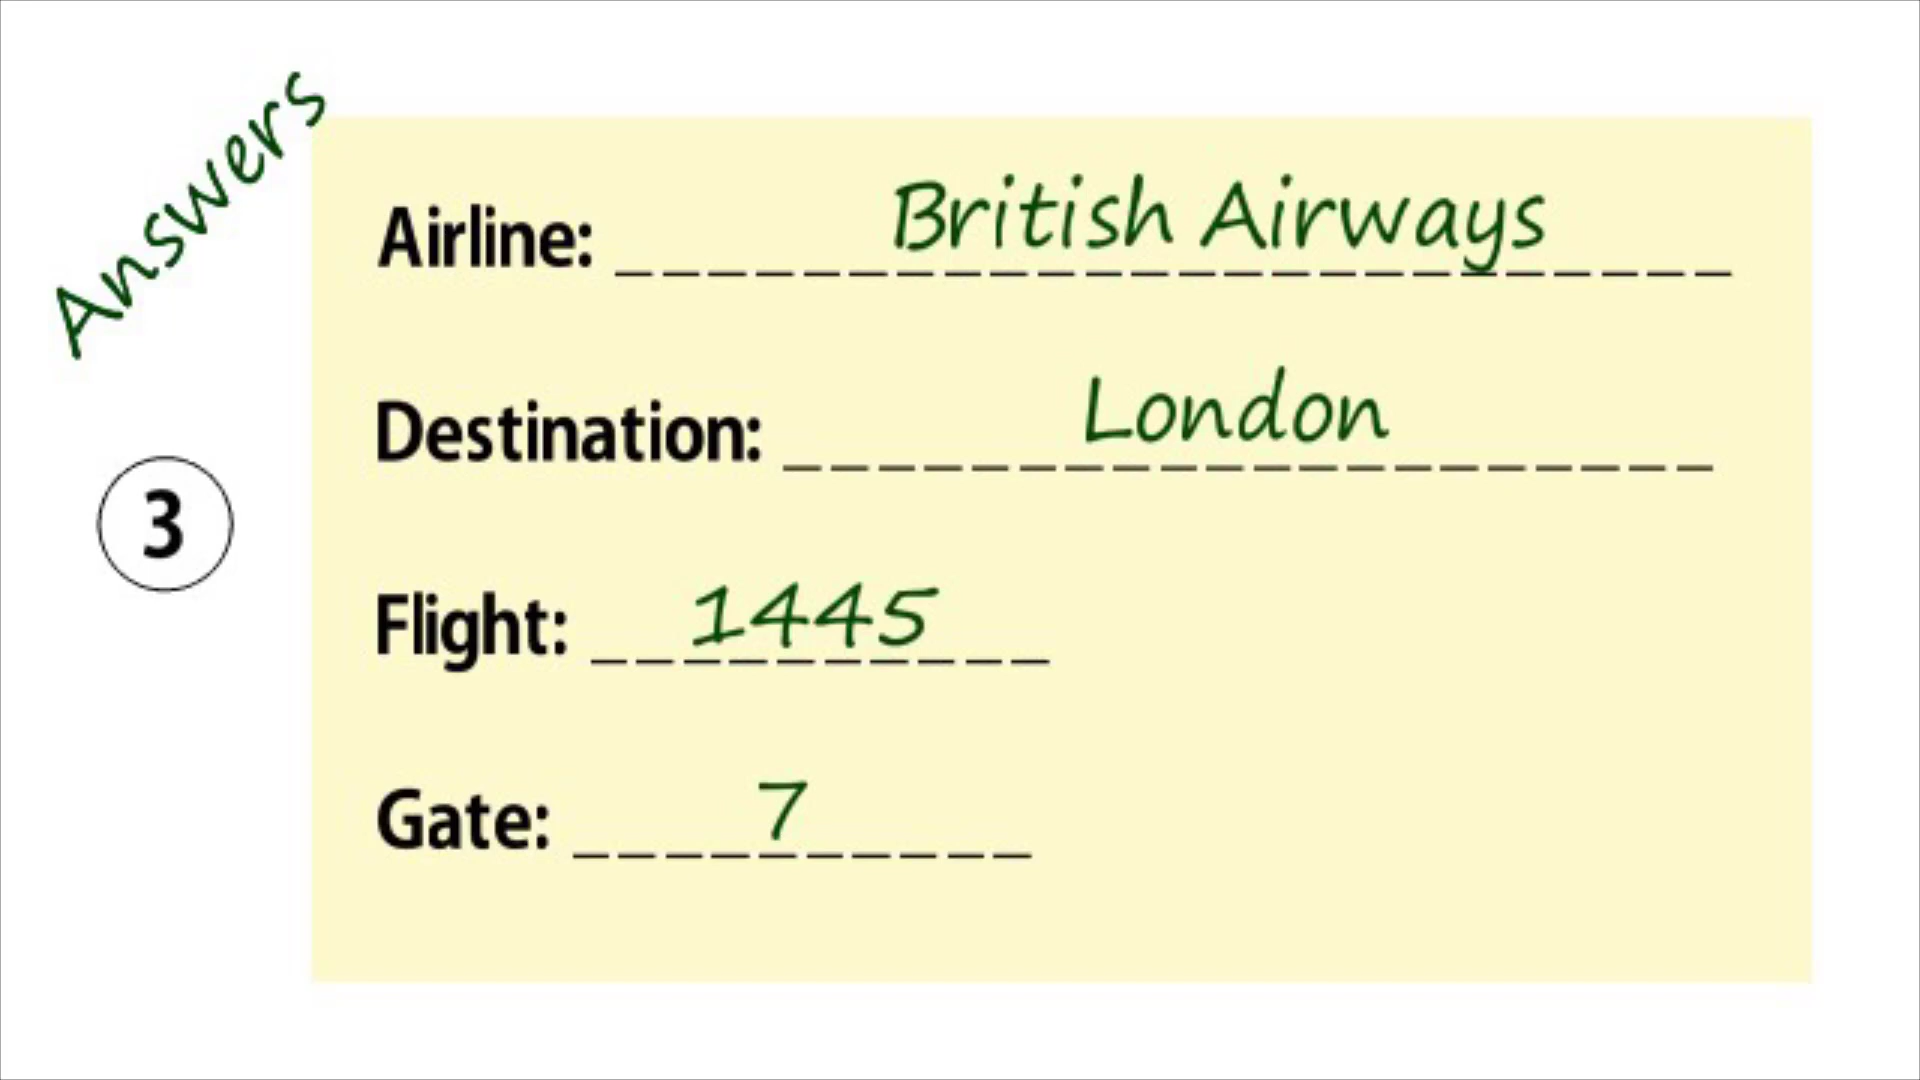 Answers
3
Airline: British Airways
Destination: London
Flight: 1445
Gate: 7